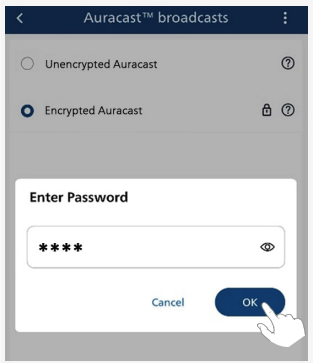 Auracast™ broadcasts
Unencrypted Auracast
Encrypted Auracast
Enter Password
****
Cancel
OK